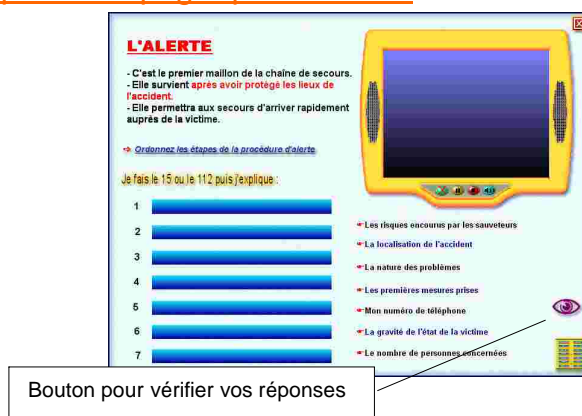 L'ALERTE
- C'est le premier maillon de la chaîne de secours.
- Elle survient après avoir protégé les lieux de
l'accident.
- Elle permettra aux secours d'arriver rapidement
auprès de la victime.
Ordonnez les étapes de la procédure d'alerte
Je fais le 15 ou le 112 puis j'explique :
1
2
3
4
5
6
7
Les risques encourus par les sauveteurs
La localisation de l'accident
La nature des problèmes
Les premières mesures prises
Mon numéro de téléphone
La gravité de l'état de la victime
Le nombre de personnes concernées
Bouton pour vérifier vos réponses